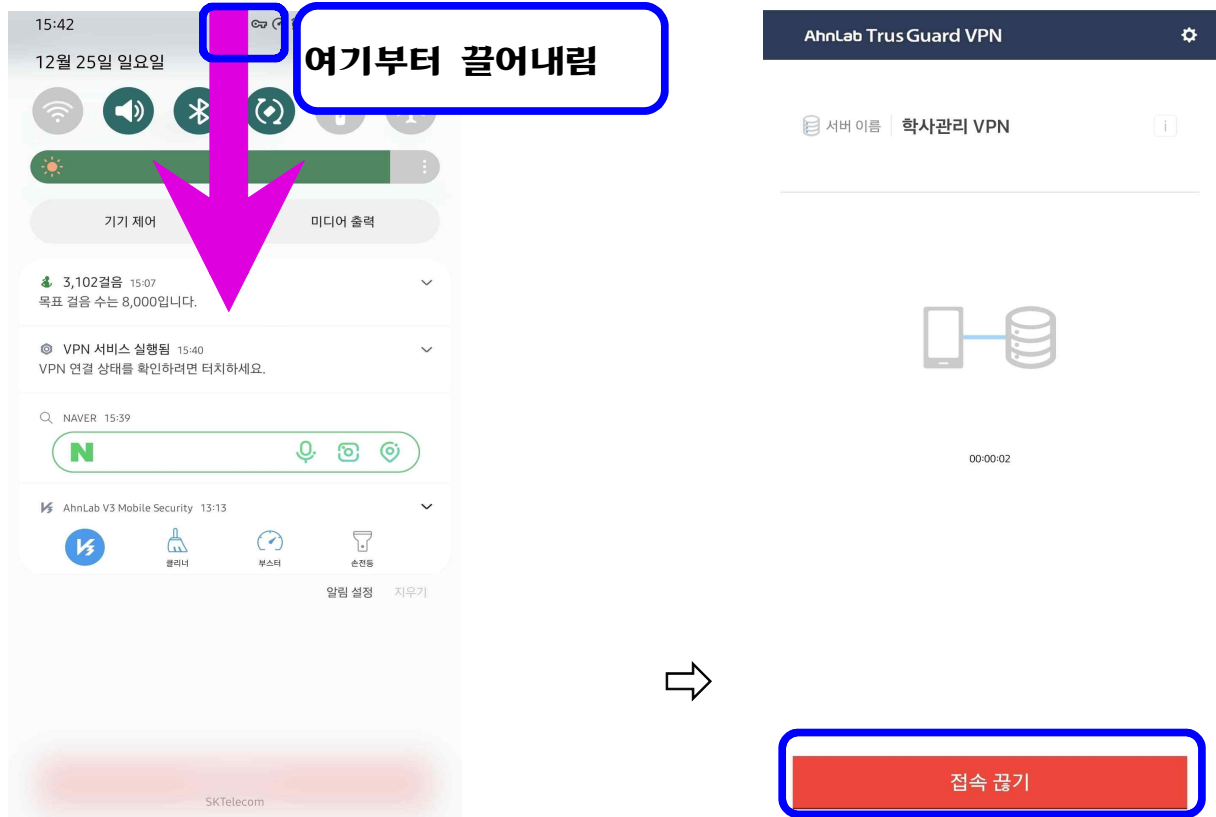 15:42
여기부터 끌어내림
12월 25일 일요일
기기 제어
미디어 출력
3,102걸음 15:07
목표 걸음 수는 8,000입니다.
VPN 서비스 실행됨 15:40
VPN 연결 상태를 확인하려면 터치하세요.
NAVER 15:39
N
AhnLab V3 Mobile Security 13:13
클리너
부스터
손전등
알림 설정
지우기
SKTelecom
AhnLab TrusGuard VPN
서버 이름
학사관리 VPN
00:00:02
접속 끊기